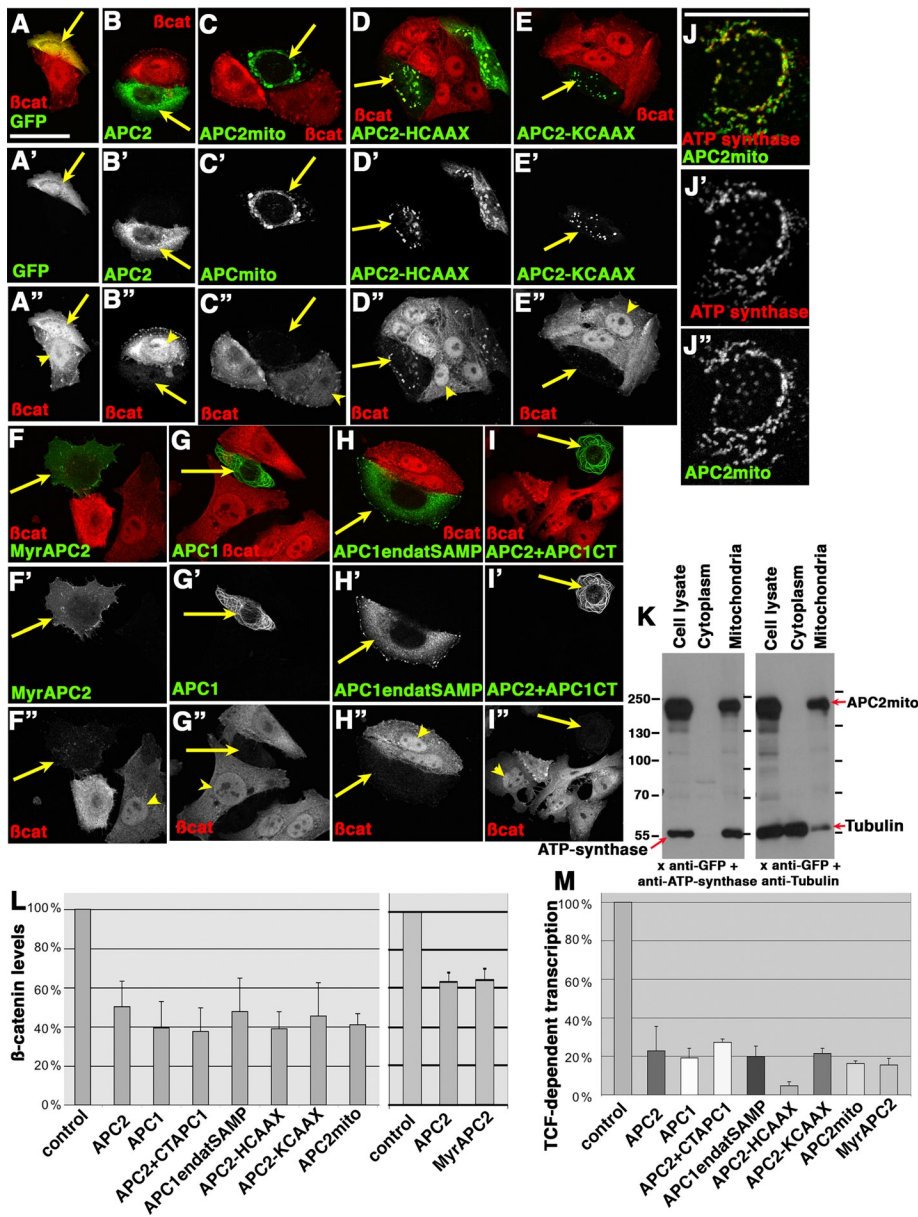 A
ßcat
GFP
B
ßcat
APC2
C
APC2mito
ßcat
D
ßcat
APC2-HCAAX
E
ßcat
APC2-KCAAX
J
ATP synthase
APC2mito
A'
GFP
B'
APC2
C'
APCmito
D'
APC2-HCAAX
E'
APC2-KCAAX
J'
ATP synthase
A"
ßcat
B"
ßcat
C"
ßcat
D"
ßcat
E"
ßcat
J"
APC2mito
F
ßcat
MyrAPC2
G
APC1 ßcat
H
ßcat
APC1endatSAMP
I
ßcat
APC2+APC1CT
F'
MyrAPC2
G'
APC1
H'
APC1endatSAMP
I'
APC2+APC1CT
F"
ßcat
G"
ßcat
H"
ßcat
I"
ßcat
K
Cell lysate
Cytoplasm
Mitochondria
Cell lysate
Cytoplasm
Mitochondria
250
130
100
70
55
APC2mito
Tubulin
ATP-synthase
x anti-GFP + anti-ATP-synthase
x anti-GFP + anti-Tubulin
L
ß-catenin levels
100%
80%
60%
40%
20%
0%
control
APC2
APC1
APC2+CTAPC1
APC1endatSAMP
APC2-HCAAX
APC2-KCAAX
APC2mito
control
APC2
MyrAPC2
M
TCF-dependent transcription
100%
80%
60%
40%
20%
0%
control
APC2
APC1
APC2+CTAPC1
APC1endatSAMP
APC2-HCAAX
APC2-KCAAX
APC2mito
MyrAPC2